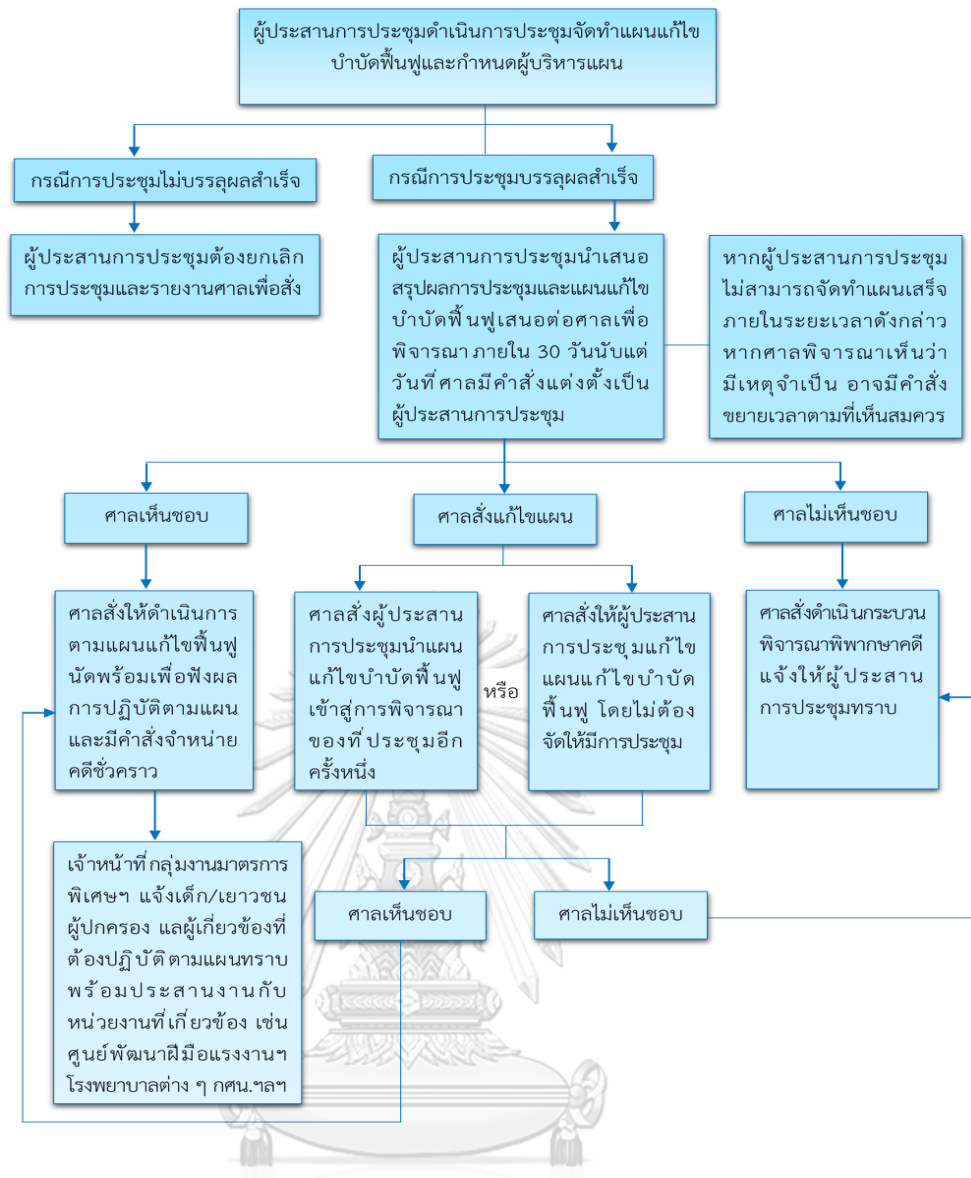 ผู้ประสานการประชุมดำเนินการประชุมจัดทำแผนแก้ไข
บำบัดฟื้นฟูและกำหนดผู้บริหารแผน
กรณีการประชุมไม่บรรลุผลสำเร็จ
กรณีการประชุมบรรลุผลสำเร็จ
ผู้ประสานการประชุมต้องยกเลิก
การประชุมและรายงานศาลเพื่อสั่ง
ผู้ประสานการประชุมนำเสนอ
สรุปผลการประชุมและแผนแก้ไข
บำบัดฟื้นฟูเสนอต่อศาลเพื่อ
พิจารณา ภายใน 30 วันนับแต่
วันที่ศาลมีคำสั่งแต่งตั้งเป็น
ผู้ประสานการประชุม
หากผู้ประสานการประชุม
ไม่สามารถจัดทำแผนเสร็จ
ภายในระยะเวลาดังกล่าว
หากศาลพิจารณาเห็นว่า
มีเหตุจำเป็น อาจมีคำสั่ง
ขยายเวลาตามที่เห็นสมควร
ศาลเห็นชอบ
ศาลสั่งแก้ไขแผน
ศาลไม่เห็นชอบ
ศาลสั่งให้ดำเนินการ
ตามแผนแก้ไขฟื้นฟู
นัดพร้อมเพื่อฟังผล
การปฏิบัติตามแผน
และมีคำสั่งจำหน่าย
คดีชั่วคราว
ศาลสั่งผู้ประสาน
การประชุมนำแผน
แก้ไขบำบัดฟื้นฟู
เข้าสู่การพิจารณา
ของที่ประชุมอีก
ครั้งหนึ่ง
หรือ
ศาลสั่งให้ผู้ประสาน
การประชุมแก้ไข
แผนแก้ไขบำบัด
ฟื้นฟู โดยไม่ต้อง
จัดให้มีการประชุม
ศาลสั่งดำเนินกระบวน
พิจารณาพิพากษาคดี
แจ้งให้ผู้ประสาน
การประชุมทราบ
เจ้าหน้าที่กลุ่มงานมาตรการ
พิเศษฯ แจ้งเด็ก/เยาวชน
ผู้ปกครอง แลผู้เกี่ยวข้องที่
ต้องปฏิบัติตามแผนทราบ
พร้อมประสานงานกับ
หน่วยงานที่เกี่ยวข้อง เช่น
ศูนย์พัฒนาฝีมือแรงงานฯ
โรงพยาบาลต่าง ๆ กศน.ฯลฯ
ศาลเห็นชอบ
ศาลไม่เห็นชอบ